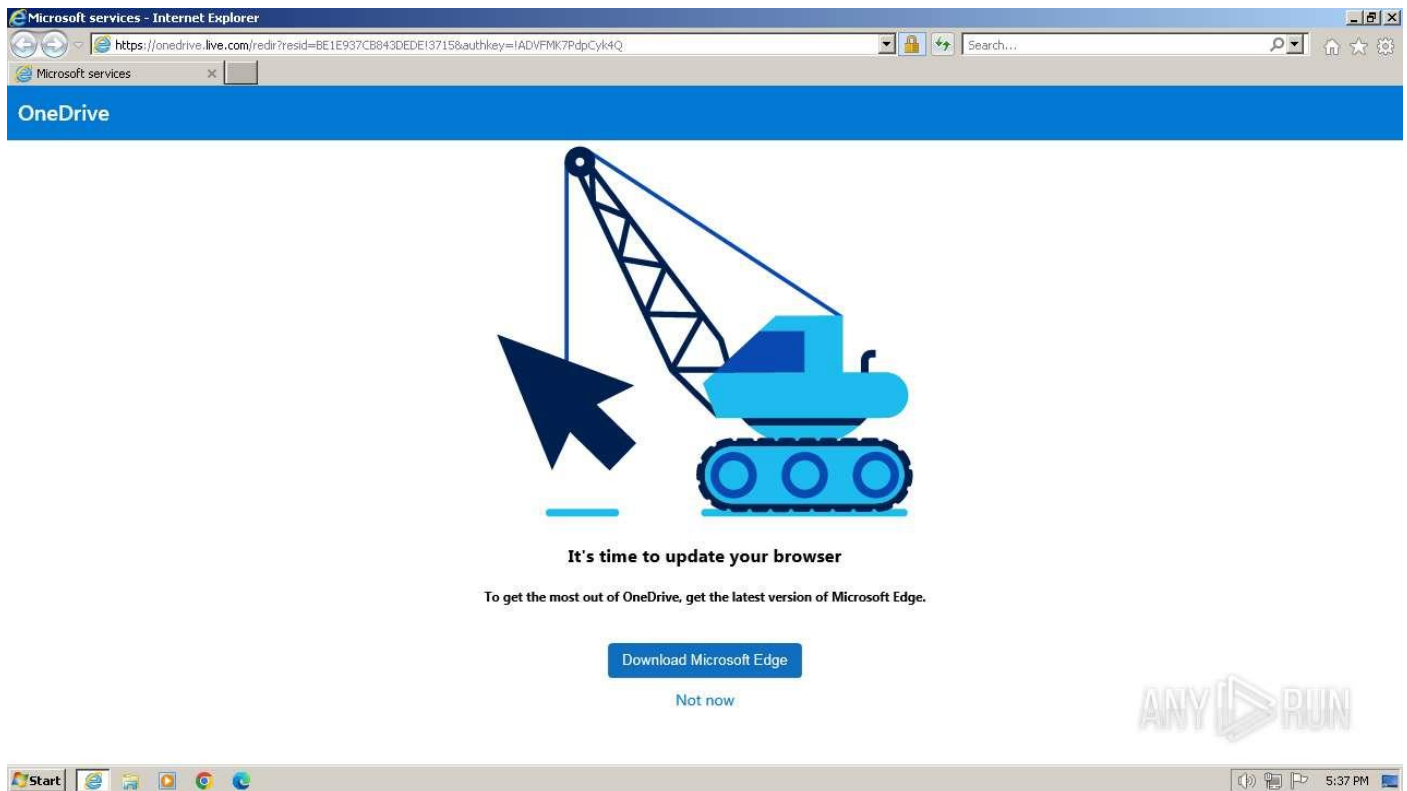 Microsoft services - Internet Explorer
https://onedrive.live.com/redir?resid=BE1E937CB843DEDE!3715&authkey=!ADVFMK7PdpCyk4Q
Search...
Microsoft services
OneDrive
It's time to update your browser
To get the most out of OneDrive, get the latest version of Microsoft Edge.
Download Microsoft Edge
Not now
ANY RUN
Start
5:37 PM